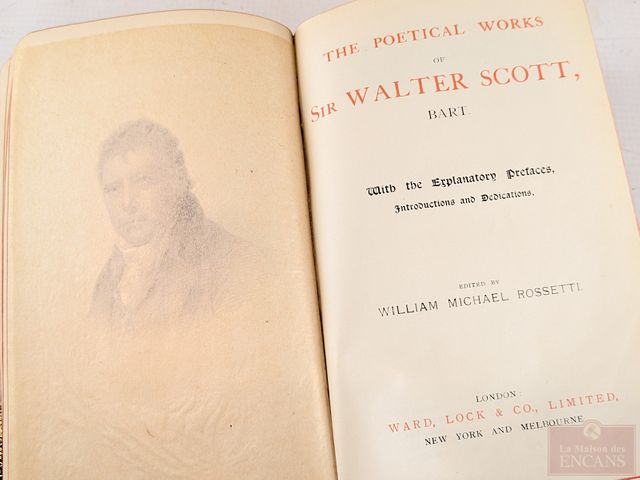 THE POETICAL WORKS
OF
SIR WALTER SCOTT,
BART.
With the Explanatory Prefaces,
Introductions and Dedications.
EDITED BY
WILLIAM MICHAEL ROSSETTI.
LONDON:
WARD, LOCK & CO., LIMITED,
NEW YORK AND MELBOURNE
La Maison des
ENCANS